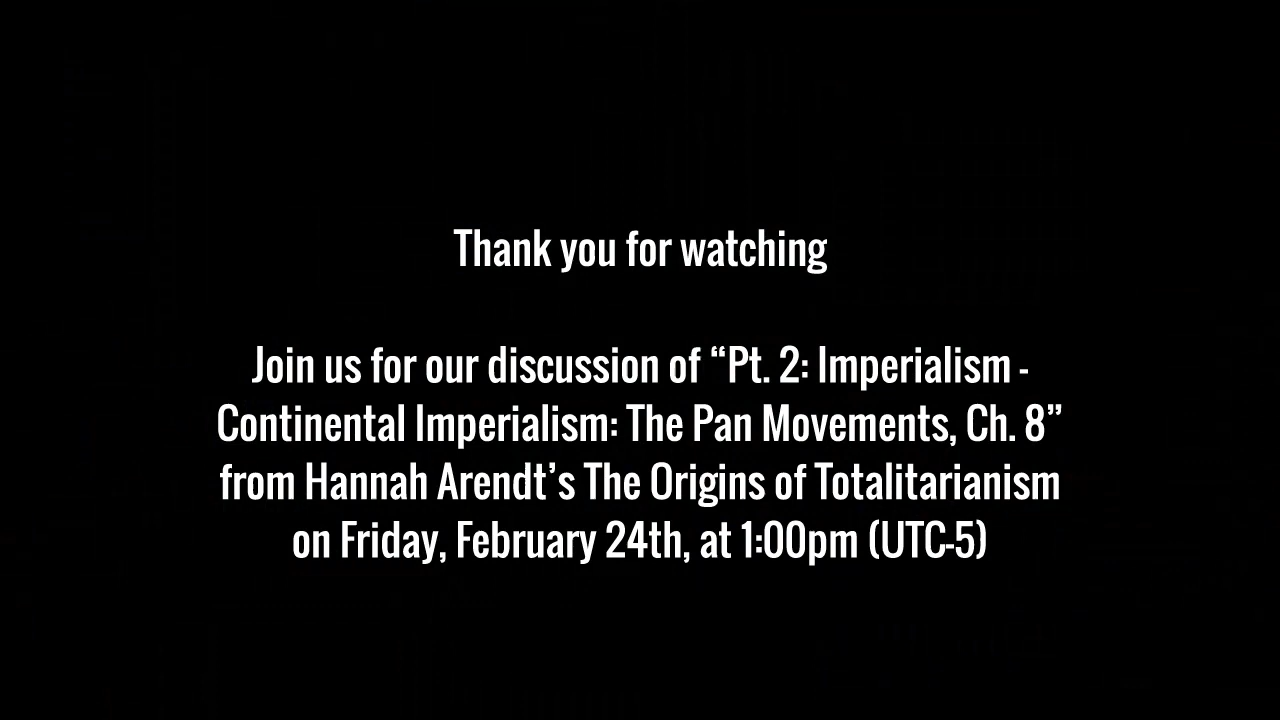 Thank you for watching
Join us for our discussion of “Pt. 2: Imperialism -
Continental Imperialism: The Pan Movements, Ch. 8”
from Hannah Arendt’s The Origins of Totalitarianism
on Friday, February 24th, at 1:00pm (UTC-5)